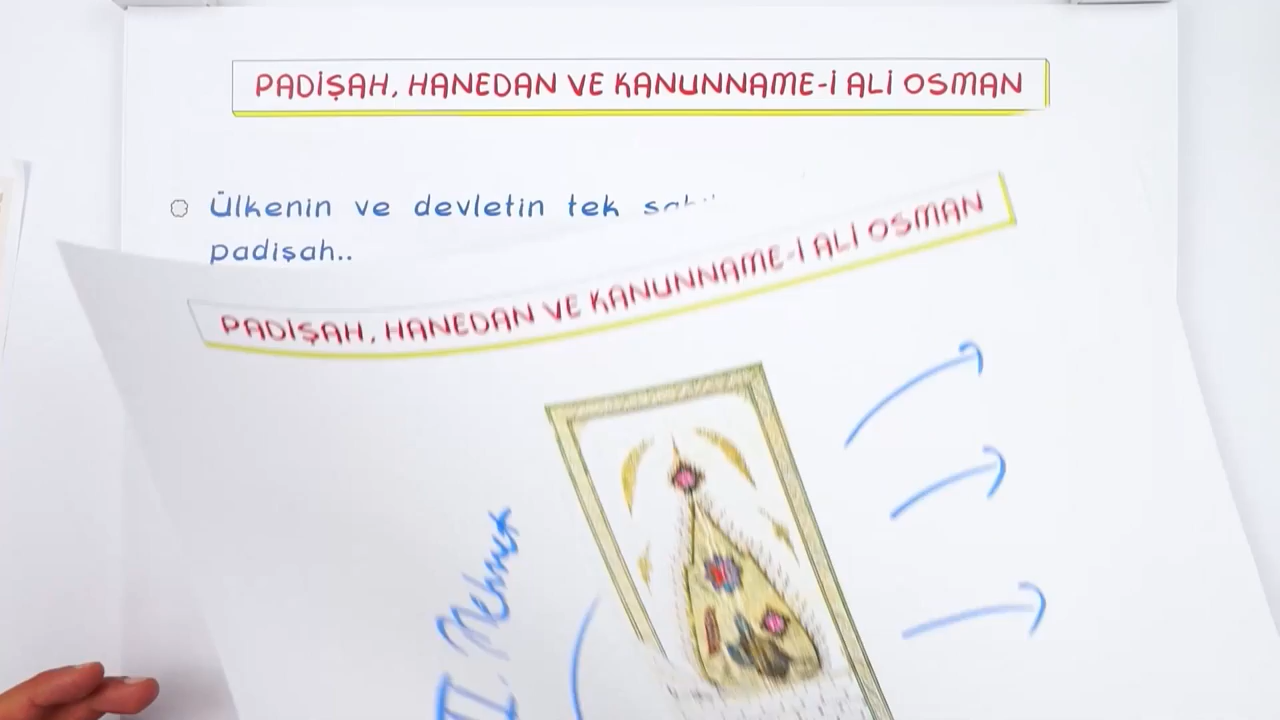 PADİŞAH, HANEDAN VE KANUNNAME-İ ALİ OSMAN
Ülkenin ve devletin tek
padişah..
PADİŞAH, HANEDAN VE KANUNNAME-İ ALİ OSMAN
II. Mehmet